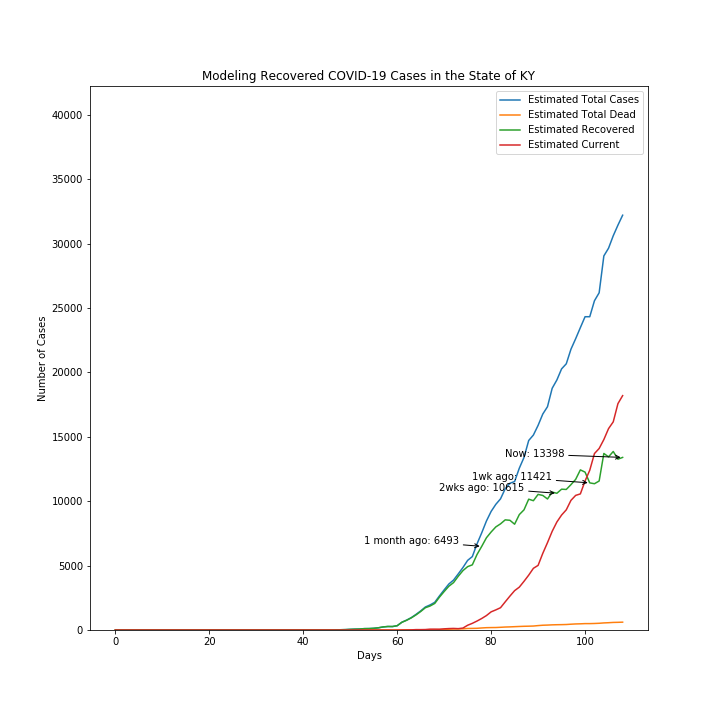 Modeling Recovered COVID-19 Cases in the State of KY
Estimated Total Cases
Estimated Total Dead
Estimated Recovered
Estimated Current
40000
35000
30000
25000
20000
15000
10000
5000
0
Number of Cases
Now: 13398
1wk ago: 11421
2wks ago: 10615
1 month ago: 6493
0 20 40 60 80 100
Days